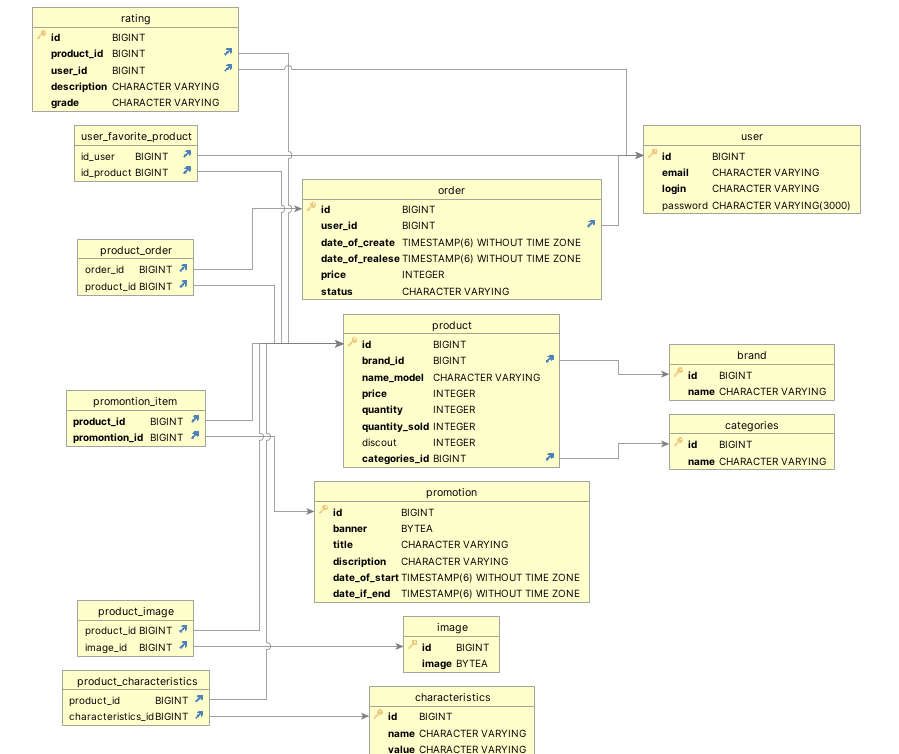 rating
id BIGINT
product_id BIGINT
user_id BIGINT
description CHARACTER VARYING
grade CHARACTER VARYING
user_favorite_product
id_user BIGINT
id_product BIGINT
user
id BIGINT
email CHARACTER VARYING
login CHARACTER VARYING
password CHARACTER VARYING(3000)
order
id BIGINT
user_id BIGINT
date_of_create TIMESTAMP(6) WITHOUT TIME ZONE
date_of_realese TIMESTAMP(6) WITHOUT TIME ZONE
price INTEGER
status CHARACTER VARYING
product_order
order_id BIGINT
product_id BIGINT
product
id BIGINT
brand_id BIGINT
name_model CHARACTER VARYING
price INTEGER
quantity INTEGER
quantity_sold INTEGER
discout INTEGER
categories_id BIGINT
brand
id BIGINT
name CHARACTER VARYING
promontion_item
product_id BIGINT
promontion_id BIGINT
categories
id BIGINT
name CHARACTER VARYING
promotion
id BIGINT
banner BYTEA
title CHARACTER VARYING
discription CHARACTER VARYING
date_of_start TIMESTAMP(6) WITHOUT TIME ZONE
date_if_end TIMESTAMP(6) WITHOUT TIME ZONE
product_image
product_id BIGINT
image_id BIGINT
image
id BIGINT
image BYTEA
product_characteristics
product_id BIGINT
characteristics_id BIGINT
characteristics
id BIGINT
name CHARACTER VARYING
value CHARACTER VARYING